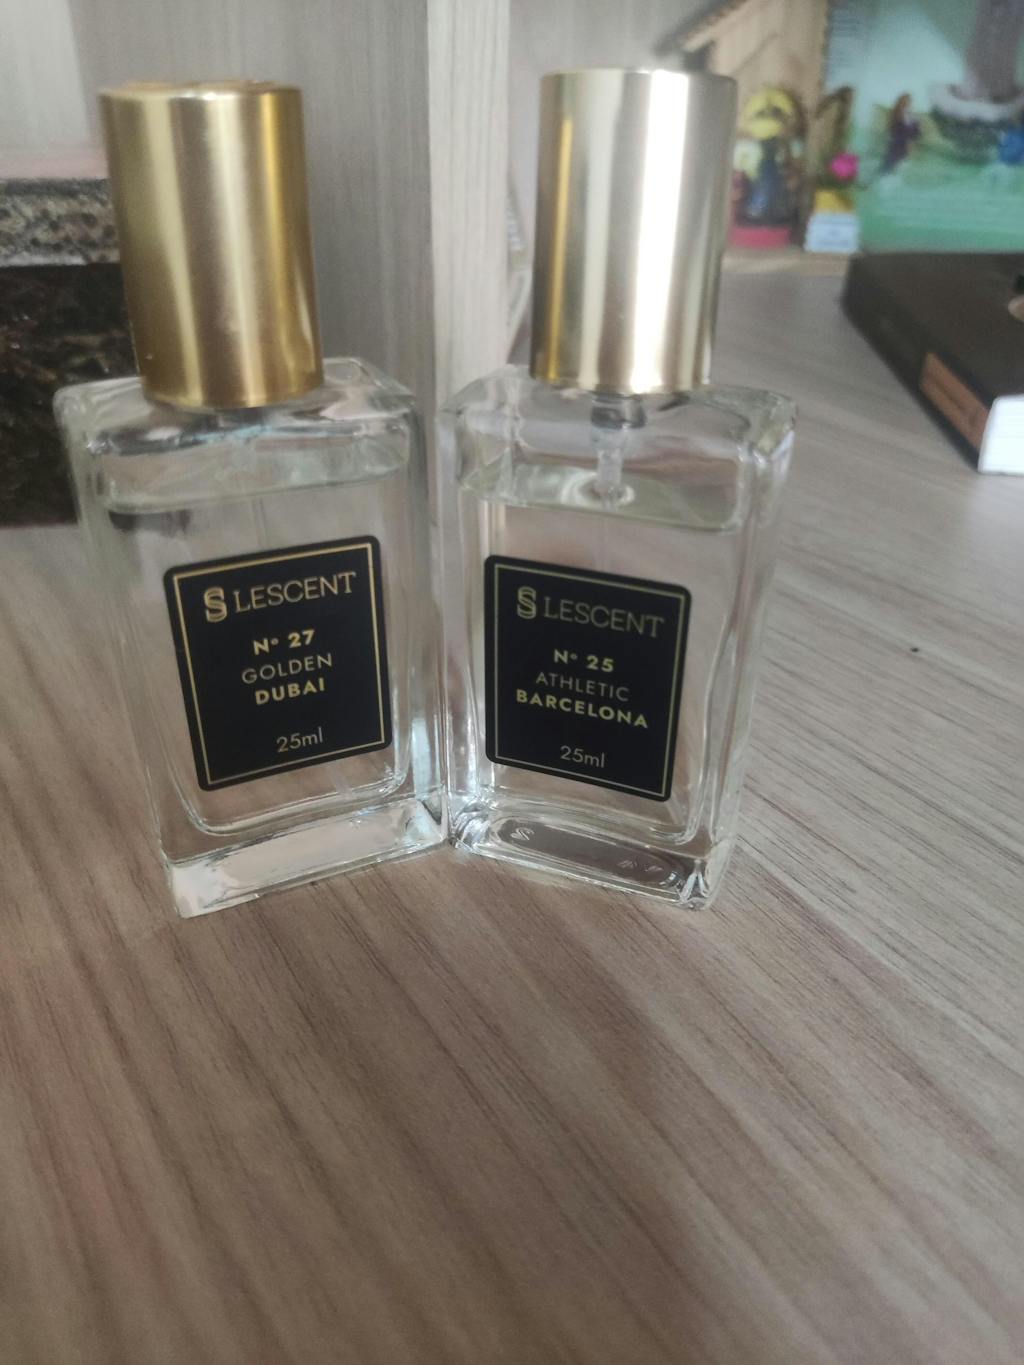 LESCENT
Nº 27
GOLDEN
DUBAI
25ml
LESCENT
Nº 25
ATHLETIC
BARCELONA
25ml